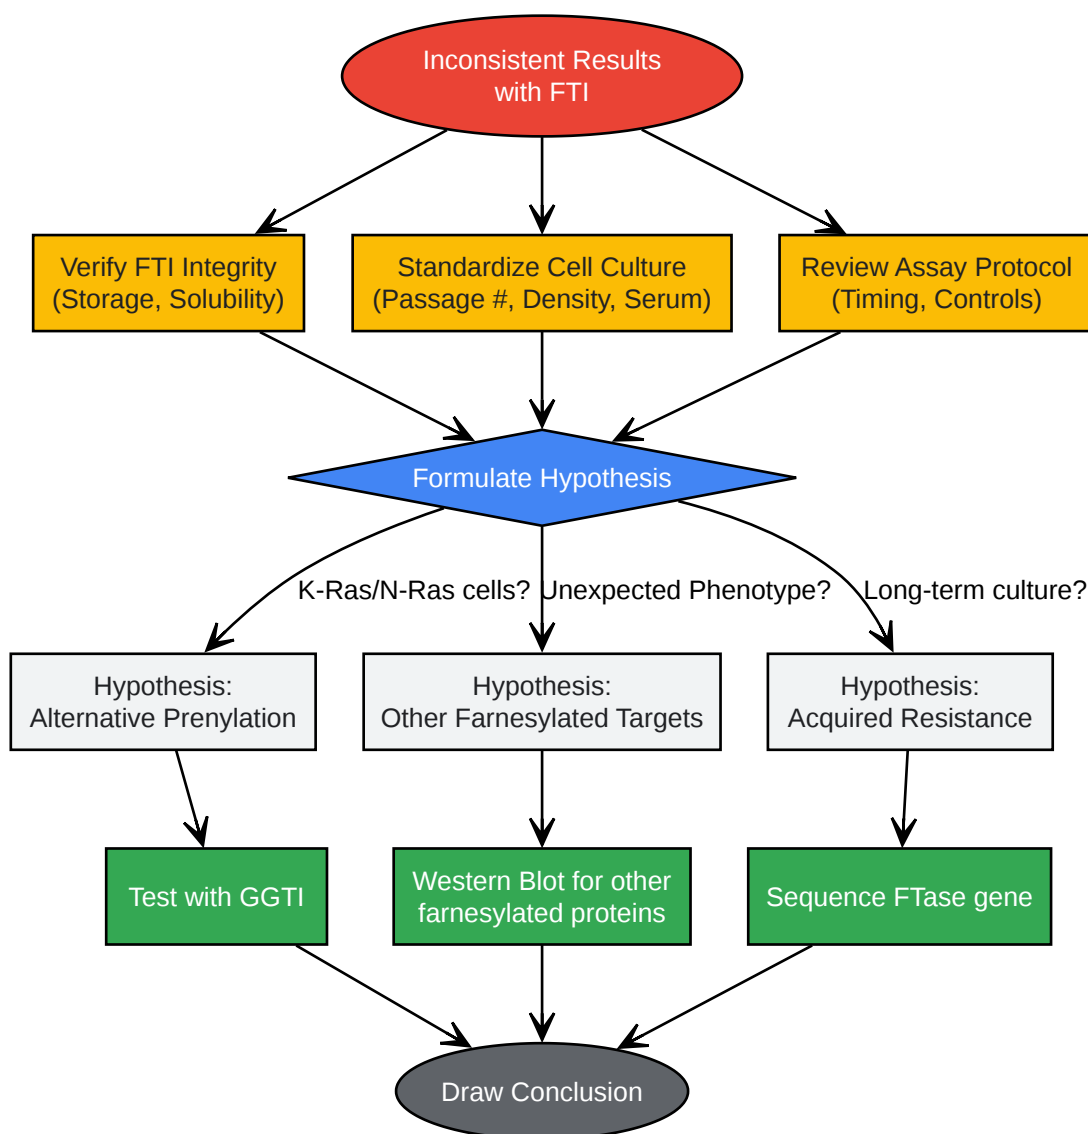 Inconsistent Results
with FTI
Verify FTI Integrity
(Storage, Solubility)
Standardize Cell Culture
(Passage #, Density, Serum)
Review Assay Protocol
(Timing, Controls)
Formulate Hypothesis
K-Ras/N-Ras cells?
Unexpected Phenotype?
Long-term culture?
Hypothesis:
Alternative Prenylation
Hypothesis:
Other Farnesylated Targets
Hypothesis:
Acquired Resistance
Test with GGTI
Western Blot for other
farnesylated proteins
Sequence FTase gene
Draw Conclusion